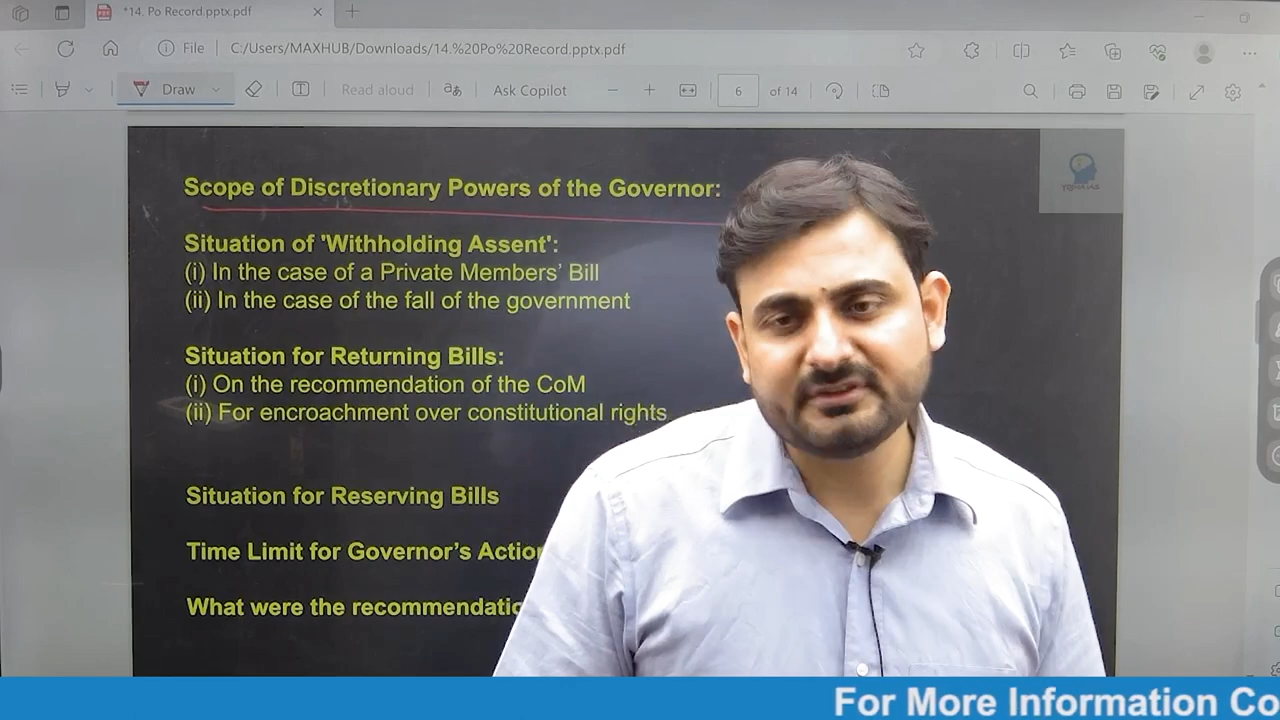 *14. Po Record.pptx.pdf
File
C:/Users/MAXHUB/Downloads/14.%20Po%20Record.pptx.pdf
Draw
Read aloud
Ask Copilot
6
of 14
Scope of Discretionary Powers of the Governor:
Situation of 'Withholding Assent':
(i) In the case of a Private Members’ Bill
(ii) In the case of the fall of the government
Situation for Returning Bills:
(i) On the recommendation of the CoM
(ii) For encroachment over constitutional rights
Situation for Reserving Bills
Time Limit for Governor’s Action
What were the recommendatio
For More Information Co